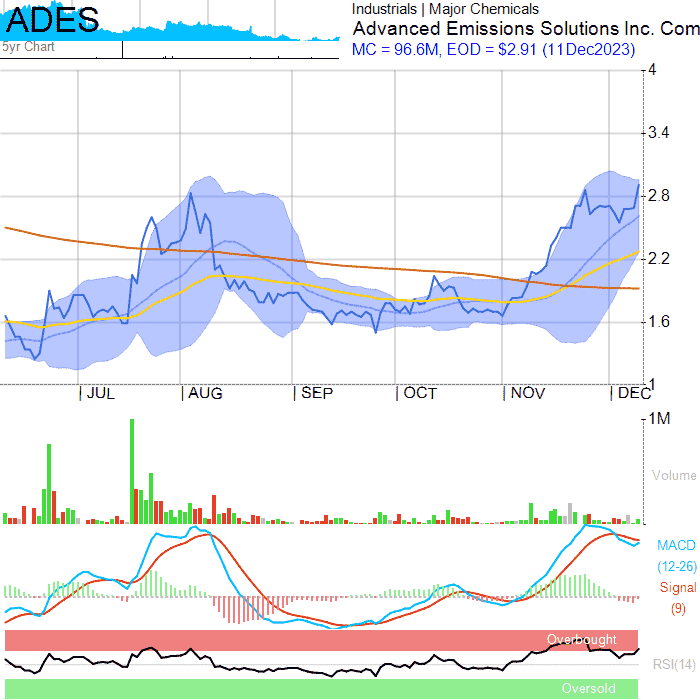 ADES
5yr Chart
Industrials | Major Chemicals
Advanced Emissions Solutions Inc. Com
MC = 96.6M, EOD = $2.91 (11Dec2023)
4
3.4
2.8
2.2
1.6
1
JUL AUG SEP OCT NOV DEC
1M
Volume
MACD
(12-26)
Signal
(9)
Overbought
RSI(14)
Oversold